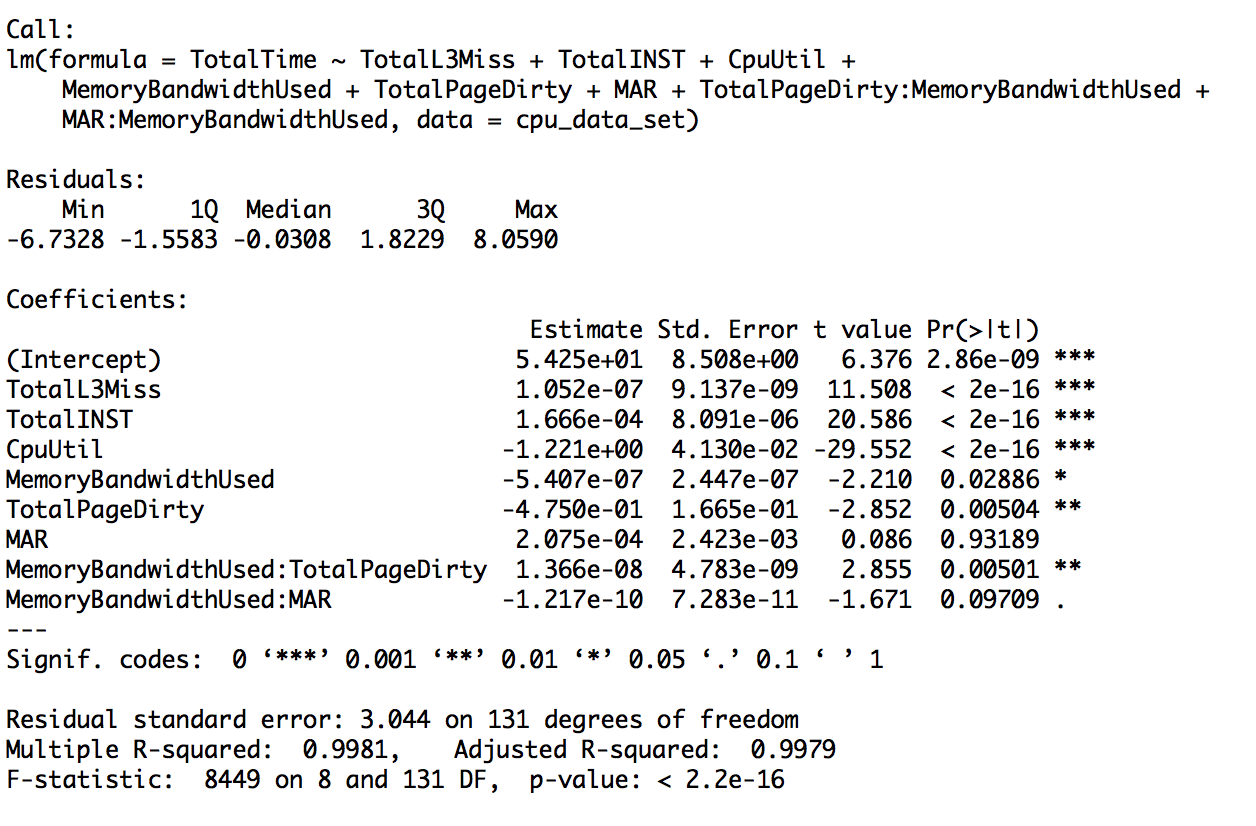 Call:
lm(formula = TotalTime ~ TotalL3Miss + TotalINST + CpuUtil +
    MemoryBandwidthUsed + TotalPageDirty + MAR + TotalPageDirty:MemoryBandwidthUsed +
    MAR:MemoryBandwidthUsed, data = cpu_data_set)

Residuals:
    Min      1Q  Median      3Q     Max
-6.7328 -1.5583 -0.0308  1.8229  8.0590

Coefficients:
                                     Estimate Std. Error t value Pr(>|t|)
(Intercept)                         5.425e+01  8.508e+00   6.376 2.86e-09 ***
TotalL3Miss                         1.052e-07  9.137e-09  11.508  < 2e-16 ***
TotalINST                           1.666e-04  8.091e-06  20.586  < 2e-16 ***
CpuUtil                            -1.221e+00  4.130e-02 -29.552  < 2e-16 ***
MemoryBandwidthUsed                -5.407e-07  2.447e-07  -2.210  0.02886 *
TotalPageDirty                     -4.750e-01  1.665e-01  -2.852  0.00504 **
MAR                                 2.075e-04  2.423e-03   0.086  0.93189
MemoryBandwidthUsed:TotalPageDirty  1.366e-08  4.783e-09   2.855  0.00501 **
MemoryBandwidthUsed:MAR            -1.217e-10  7.283e-11  -1.671  0.09709 .
---
Signif. codes:  0 ‘***’ 0.001 ‘**’ 0.01 ‘*’ 0.05 ‘.’ 0.1 ‘ ’ 1

Residual standard error: 3.044 on 131 degrees of freedom
Multiple R-squared:  0.9981,	Adjusted R-squared:  0.9979
F-statistic:  8449 on 8 and 131 DF,  p-value: < 2.2e-16